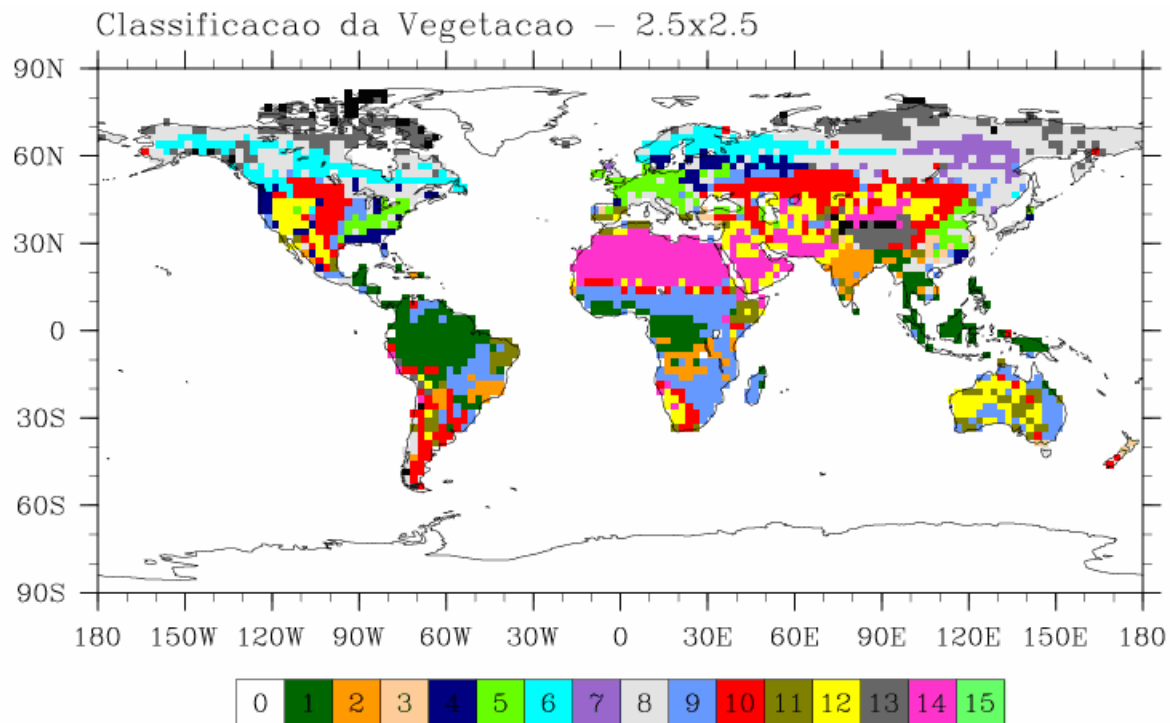 Classificacao da Vegetacao – 2.5x2.5
90N
60N
30N
0
30S
60S
90S
180 150W 120W 90W 60W 30W 0 30E 60E 90E 120E 150E 180
0 1 2 3 4 5 6 7 8 9 10 11 12 13 14 15